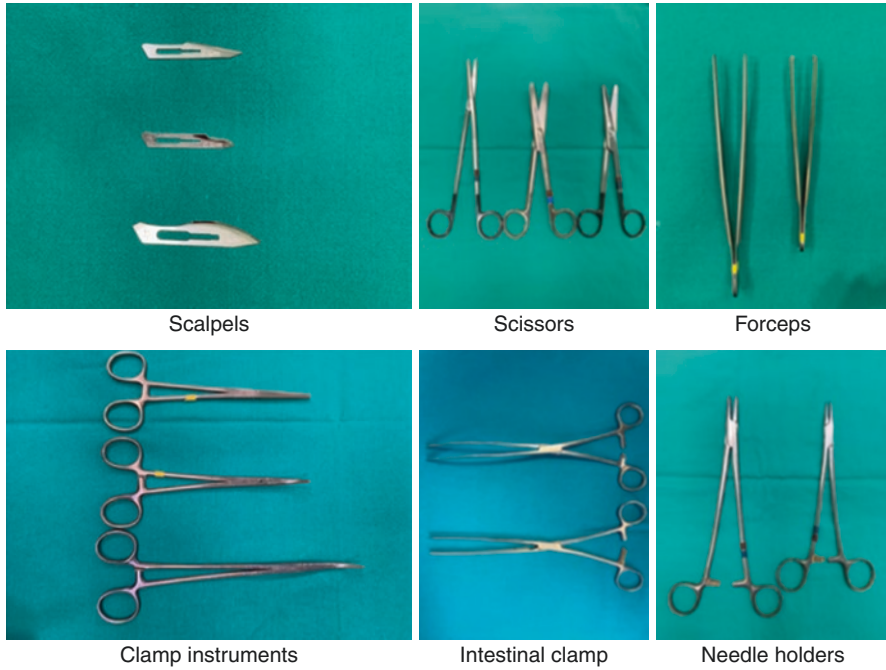 Scalpels
Scissors
Forceps
Clamp instruments
Intestinal clamp
Needle holders